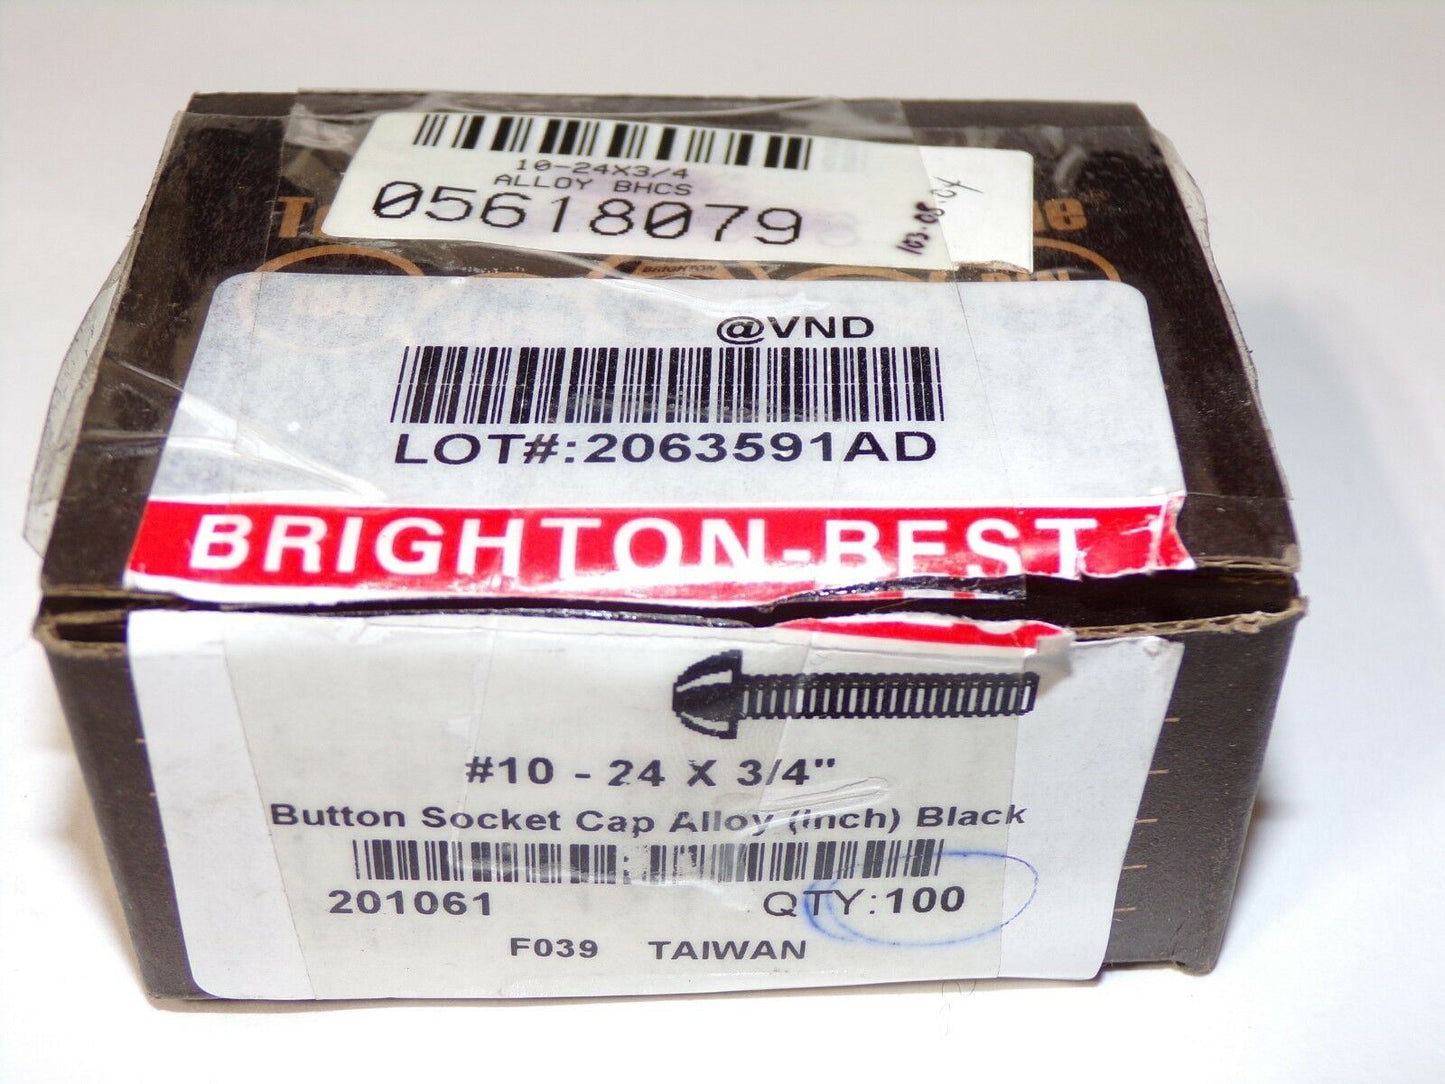 10-24X3/4
ALLOY BHCS
05618079
BRIGHTON
@VND
LOT#:2063591AD
BRIGHTON-BEST
#10 - 24 X 3/4"
Button Socket Cap Alloy (inch) Black
201061 QTY:100
F039 TAIWAN